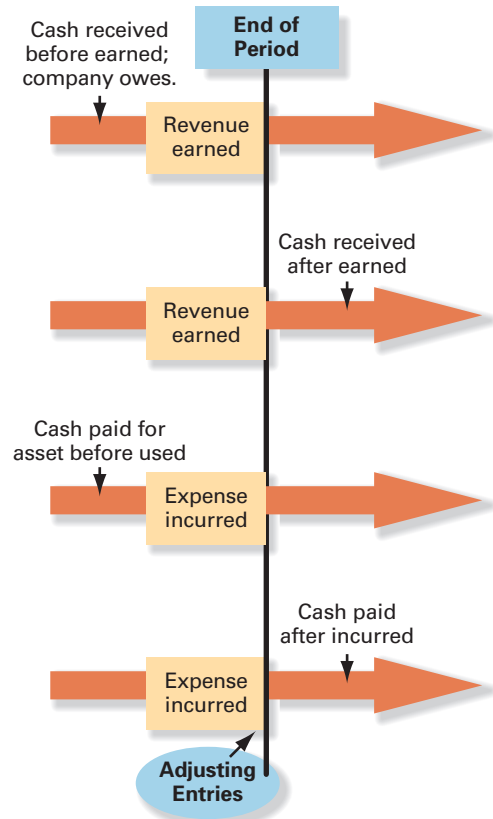 Cash received
before earned;
company owes.
End of
Period
Revenue
earned
Cash received
after earned
Revenue
earned
Cash paid for
asset before used
Expense
incurred
Cash paid
after incurred
Expense
incurred
Adjusting
Entries